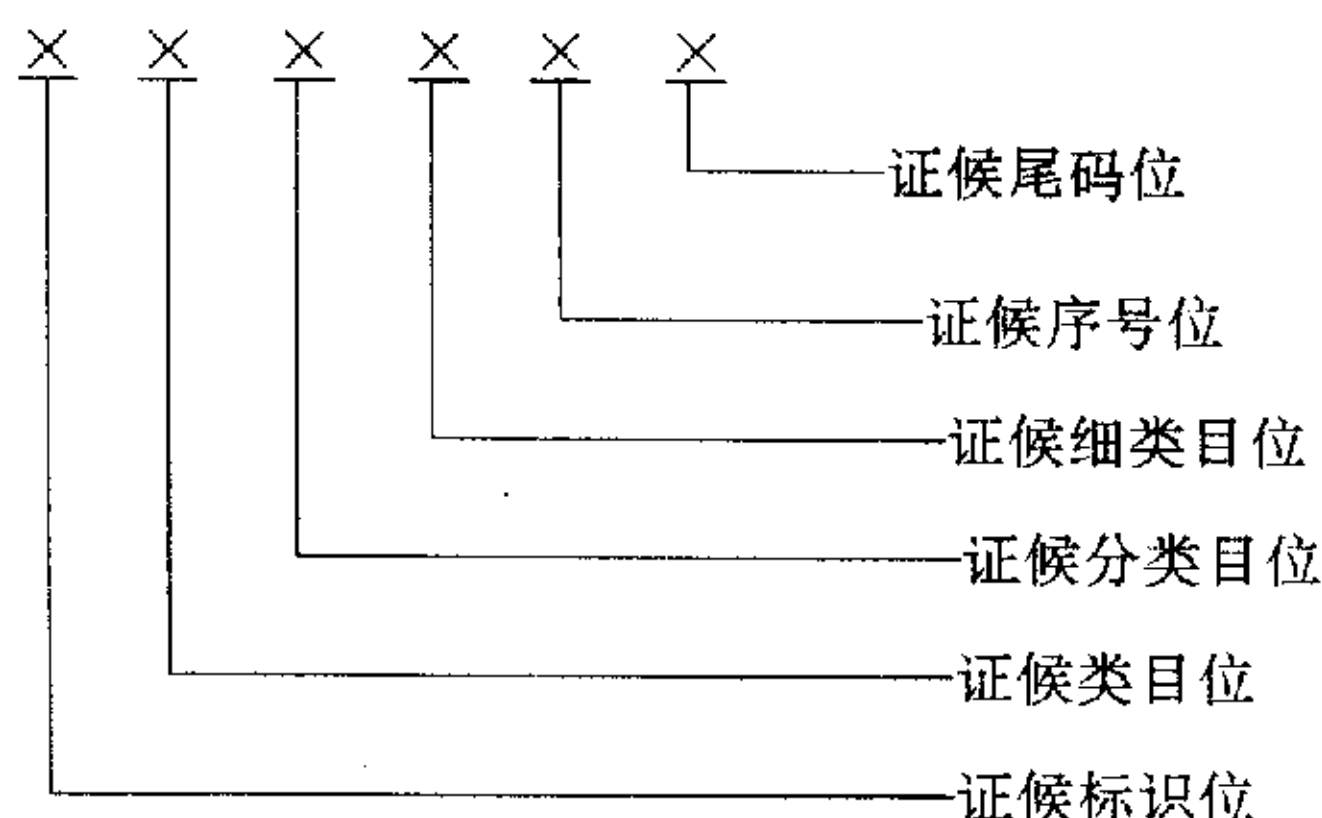 × × × × × ×
证候尾码位
证候序号位
证候细类目位
证候分类目位
证候类目位
证候标识位